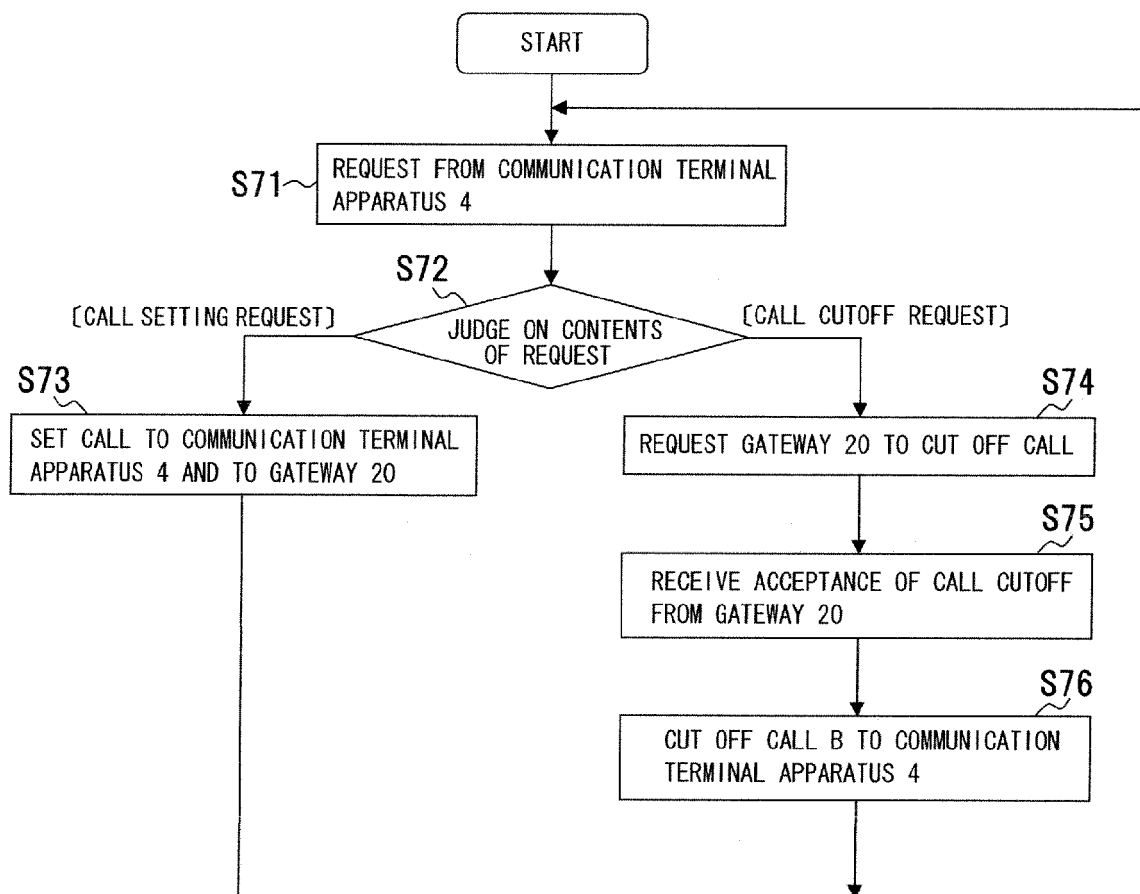 START
S71
REQUEST FROM COMMUNICATION TERMINAL
APPARATUS 4
S72
[CALL SETTING REQUEST]
JUDGE ON CONTENTS
OF REQUEST
[CALL CUTOFF REQUEST]
S73
SET CALL TO COMMUNICATION TERMINAL
APPARATUS 4 AND TO GATEWAY 20
S74
REQUEST GATEWAY 20 TO CUT OFF CALL
S75
RECEIVE ACCEPTANCE OF CALL CUTOFF
FROM GATEWAY 20
S76
CUT OFF CALL B TO COMMUNICATION
TERMINAL APPARATUS 4